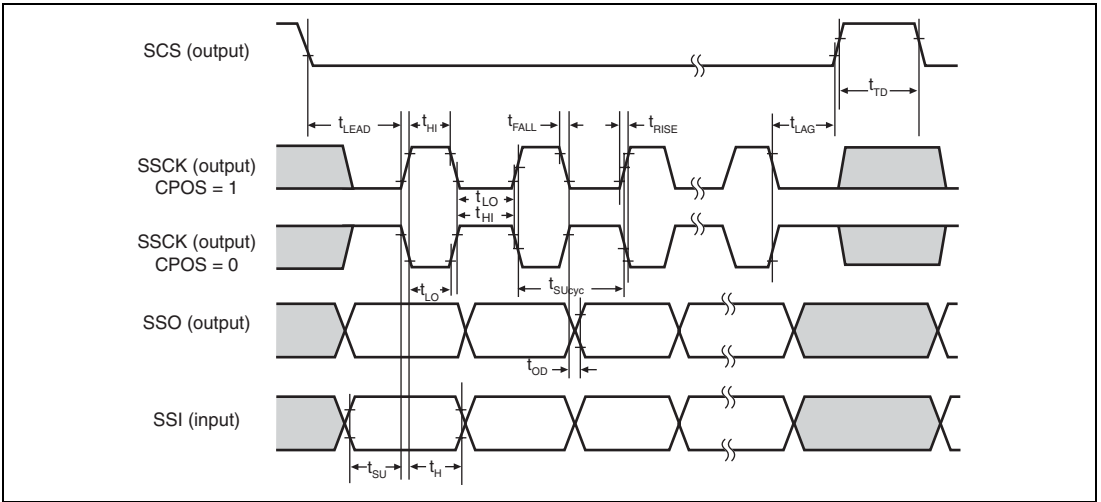 SCS (output)
tTD
tLEAD
tHI
tFALL
tRISE
tLAG
SSCK (output)
CPOS = 1
tLO
tHI
SSCK (output)
CPOS = 0
tLO
tSUcyc
SSO (output)
tOD
SSI (input)
tSU
tH